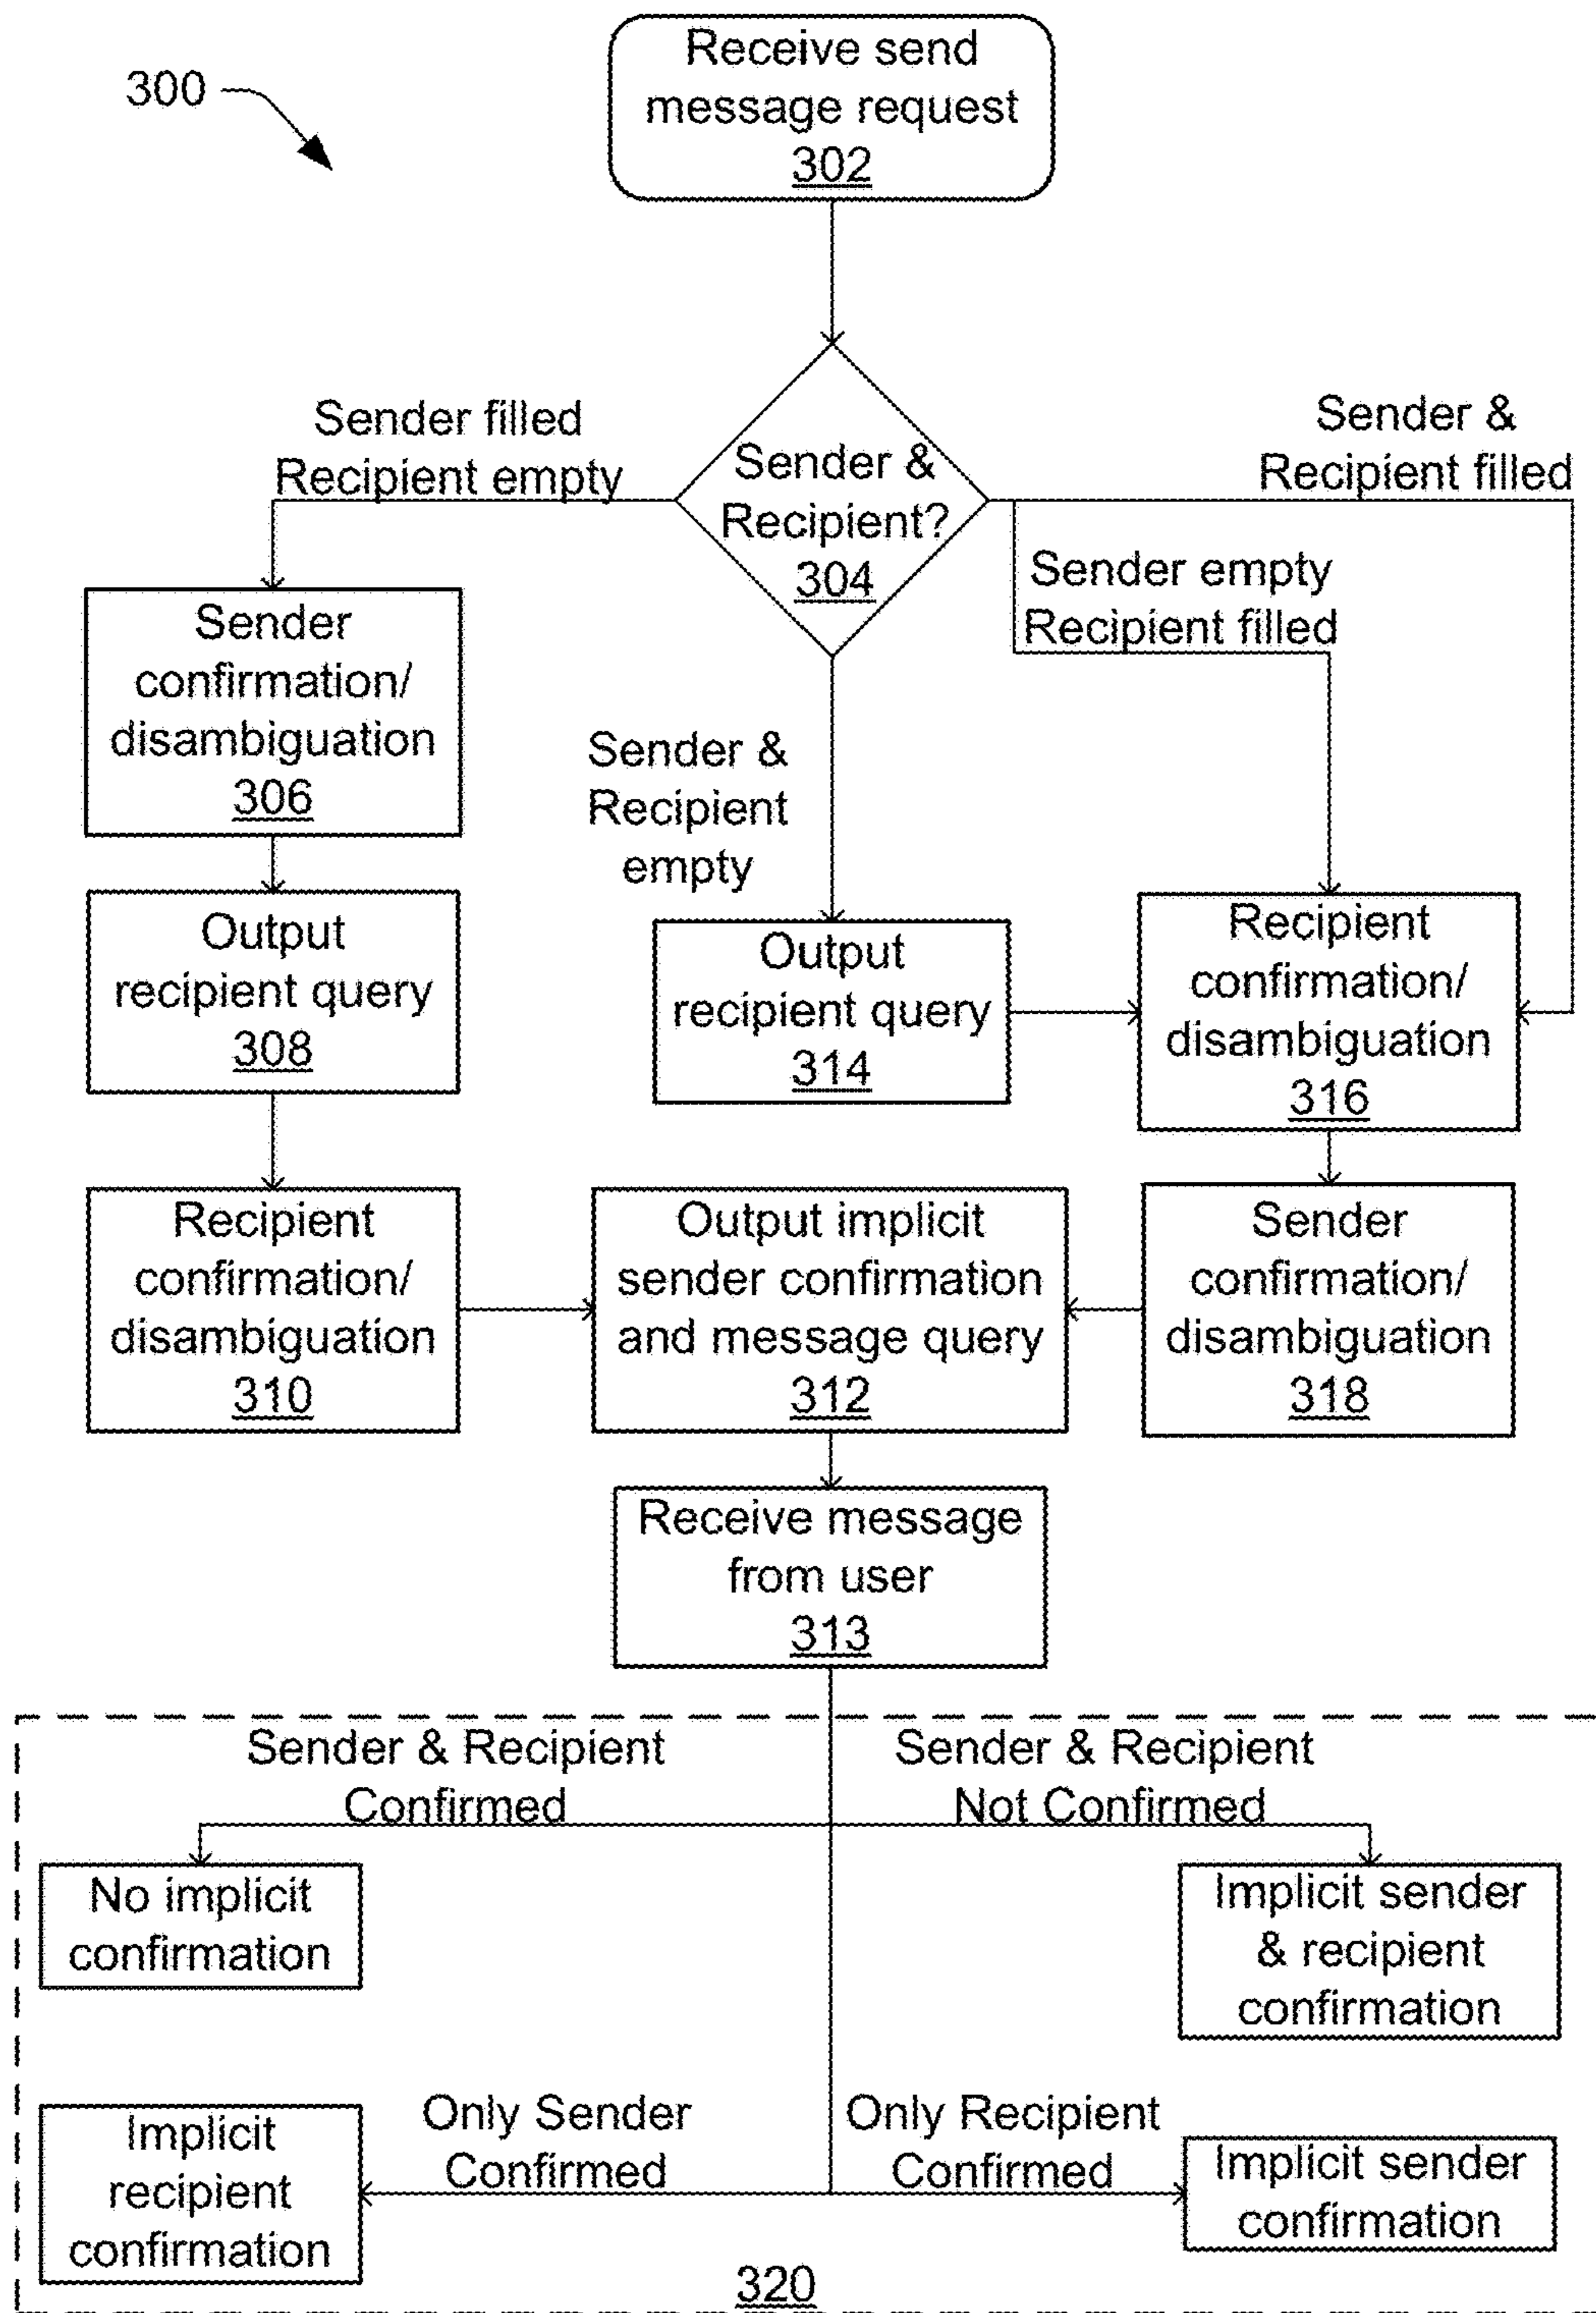 300
Receive send
message request
302
Sender filled
Recipient empty
Sender &
Recipient?
304
Sender &
Recipient filled
Sender empty
Recipient filled
Sender
confirmation/
disambiguation
306
Sender &
Recipient
empty
Output
recipient query
308
Output
recipient query
314
Recipient
confirmation/
disambiguation
316
Recipient
confirmation/
disambiguation
310
Output implicit
sender confirmation
and message query
312
Sender
confirmation/
disambiguation
318
Receive message
from user
313
Sender & Recipient
Confirmed
Sender & Recipient
Not Confirmed
No implicit
confirmation
Implicit sender
& recipient
confirmation
Implicit
recipient
confirmation
Only Sender
Confirmed
Only Recipient
Confirmed
Implicit sender
confirmation
320